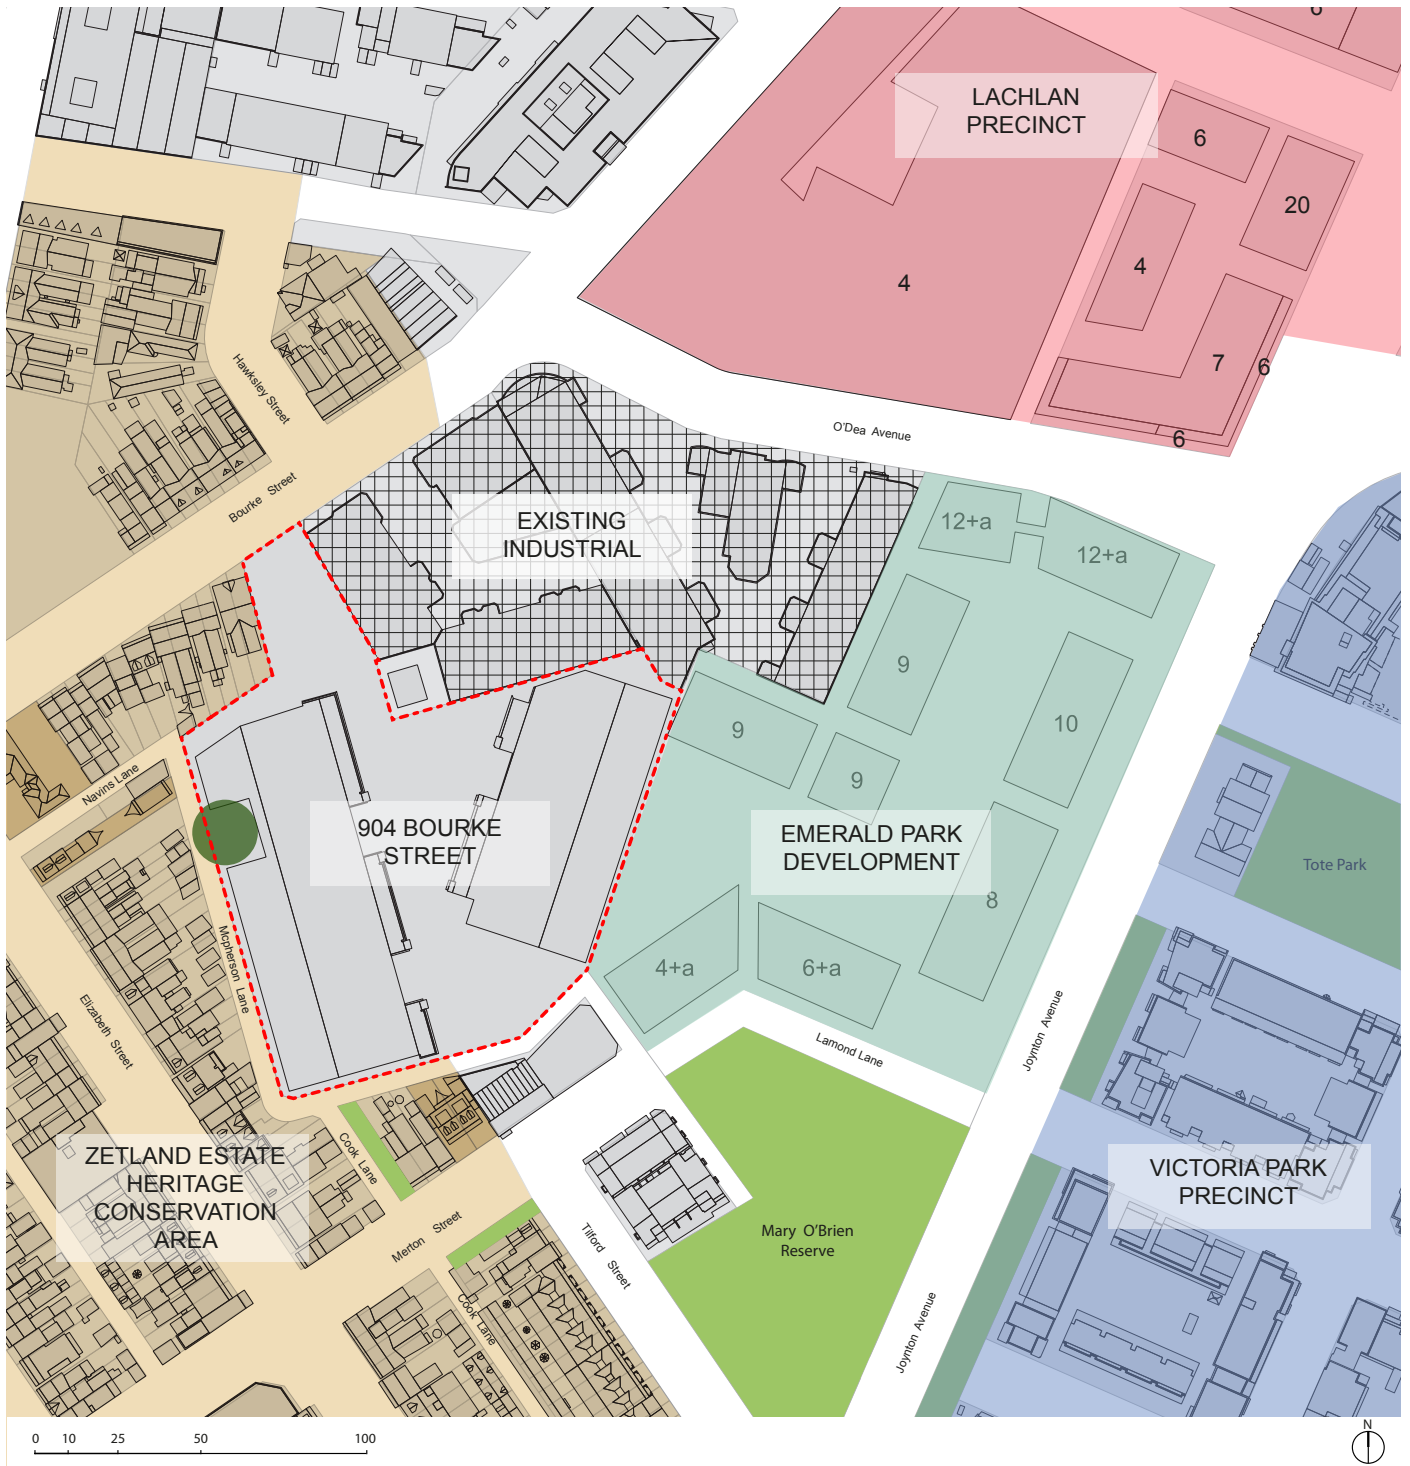 6
LACHLAN
PRECINCT
6
20
4
4
7
6
6
Hawksley Street
O'Dea Avenue
Bourke Street
EXISTING
INDUSTRIAL
12+a
12+a
9
10
9
9
Navins Lane
904 BOURKE
STREET
EMERALD PARK
DEVELOPMENT
Tote Park
8
Mcpherson Lane
4+a
6+a
Elizabeth Street
Joynton Avenue
Lamond Lane
ZETLAND ESTATE
HERITAGE
CONSERVATION
AREA
Cook Lane
VICTORIA PARK
PRECINCT
Merton Street
Mary O'Brien
Reserve
Tilford Street
Cook Lane
Joynton Avenue
0 10 25 50 100
N